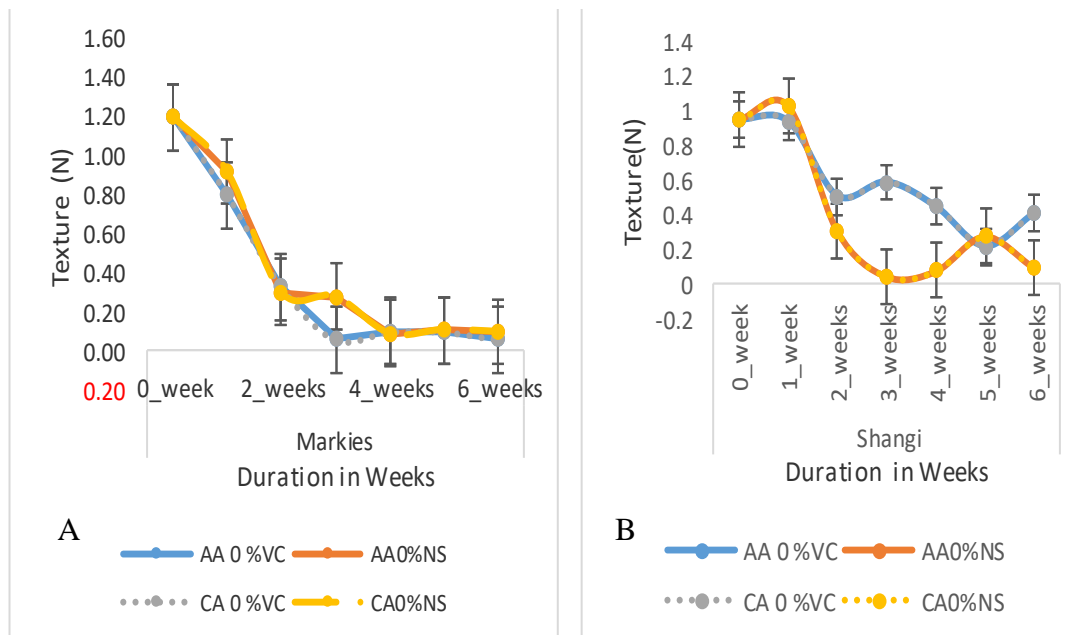 1.60
1.40
1.20
1.00
0.80
0.60
0.40
0.20
0.00
0.20
Texture (N)
0_week 2_weeks 4_weeks 6_weeks
Markies
Duration in Weeks
A
AA 0 %VC AA0%NS
CA 0 %VC CA0%NS
1.4
1.2
1
0.8
0.6
0.4
0.2
0
-0.2
Texture(N)
0_week
1_week
2_weeks
3_weeks
4_weeks
5_weeks
6_weeks
Shangi
Duration in Weeks
B
AA 0 %VC AA0%NS
CA 0 %VC CA0%NS